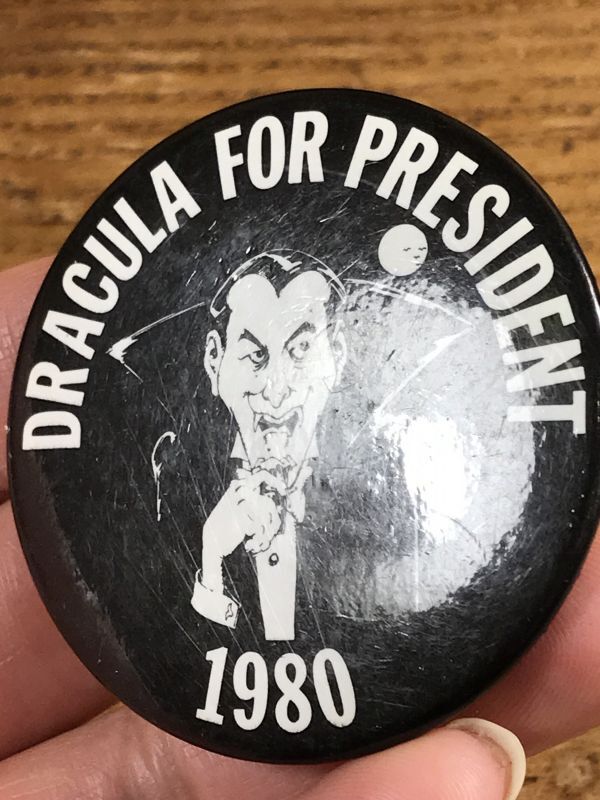 DRACULA FOR PRESIDENT
1980